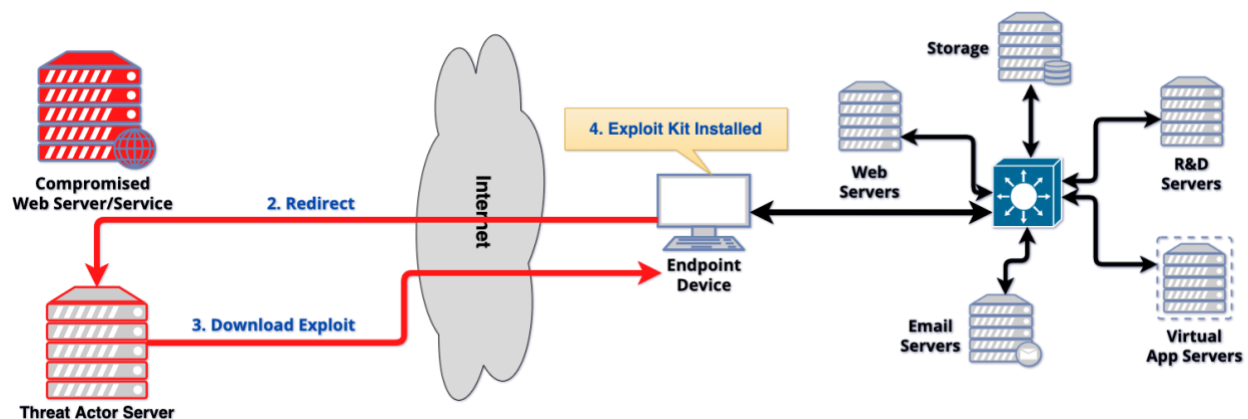 Storage
4. Exploit Kit Installed
Web
Servers
R&D
Servers
Compromised
Web Server/Service
2. Redirect
Internet
Endpoint
Device
3. Download Exploit
Email
Servers
Virtual
App Servers
Threat Actor Server